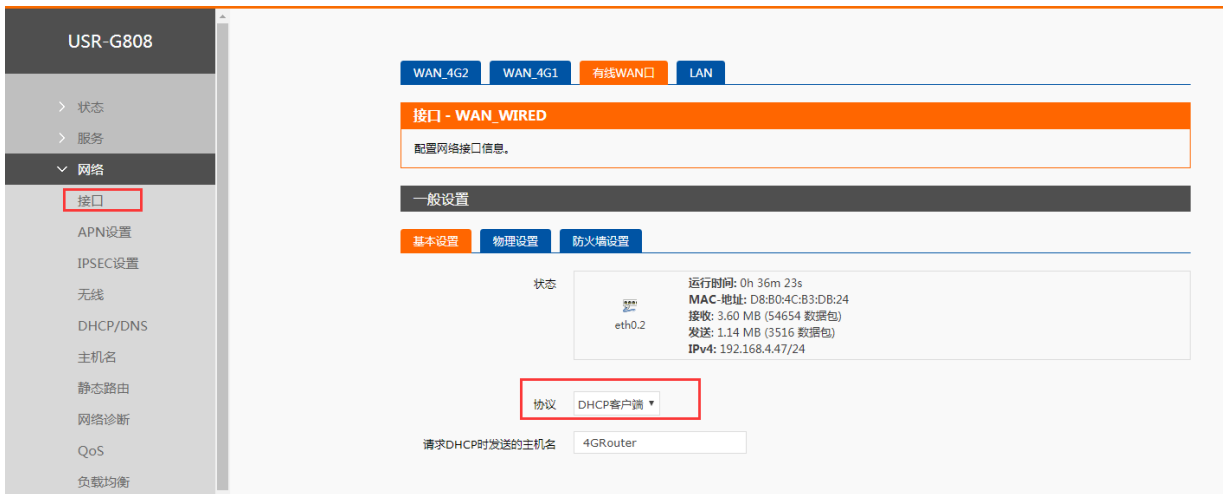 USR-G808
状态
服务
网络
接口
APN设置
IPSEC设置
无线
DHCP/DNS
主机名
静态路由
网络诊断
QoS
负载均衡
WAN_4G2 WAN_4G1 有线WAN口 LAN
接口 - WAN_WIRED
配置网络接口信息。
一般设置
基本设置 物理设置 防火墙设置
状态
eth0.2
运行时间: 0h 36m 23s
MAC-地址: D8:B0:4C:B3:DB:24
接收: 3.60 MB (54654 数据包)
发送: 1.14 MB (3516 数据包)
IPv4: 192.168.4.47/24
协议 DHCP客户端
请求DHCP时发送的主机名 4GRouter